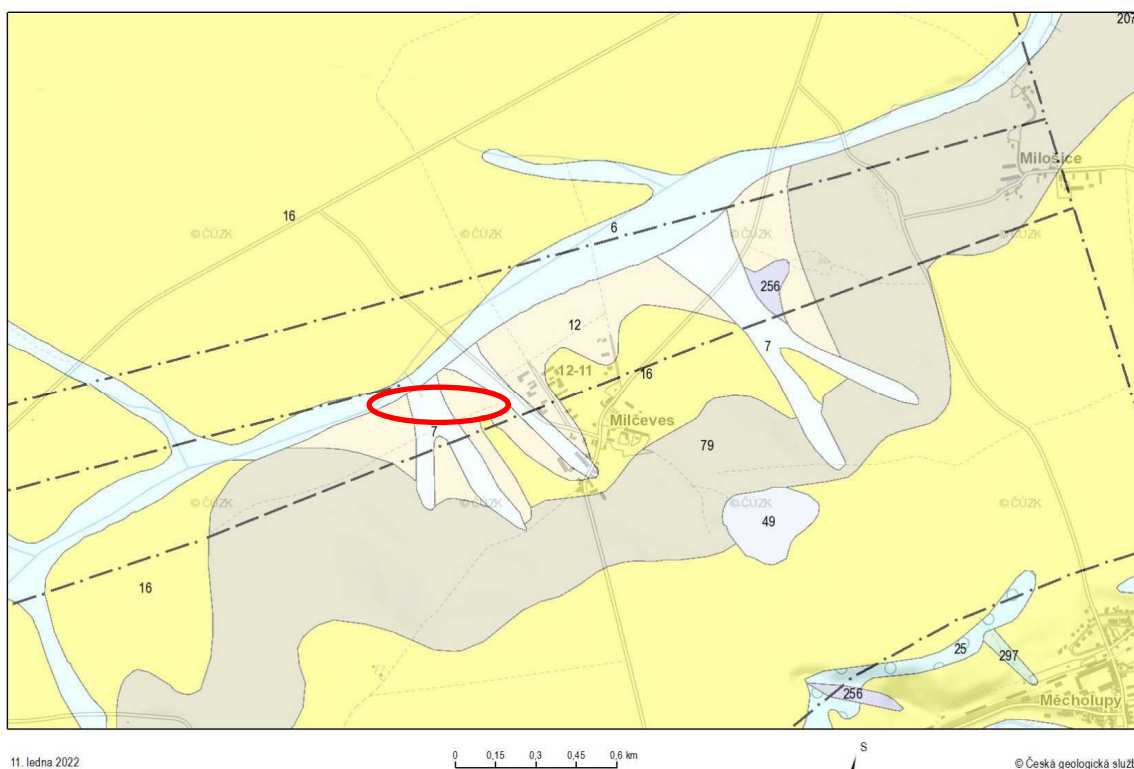 207
Milošice
16
© ČÚZK
© ČÚZK
© ČÚZK
© ČÚZK
6
256
12
7
12-11
16
Milčeves
7
79
© ČÚZK
© ČÚZK
© ČÚZK
© ČÚZK
49
16
25
297
256
Měcholupy
11. ledna 2022
0 0,15 0,3 0,45 0,6 km
S
© Česká geologická služb